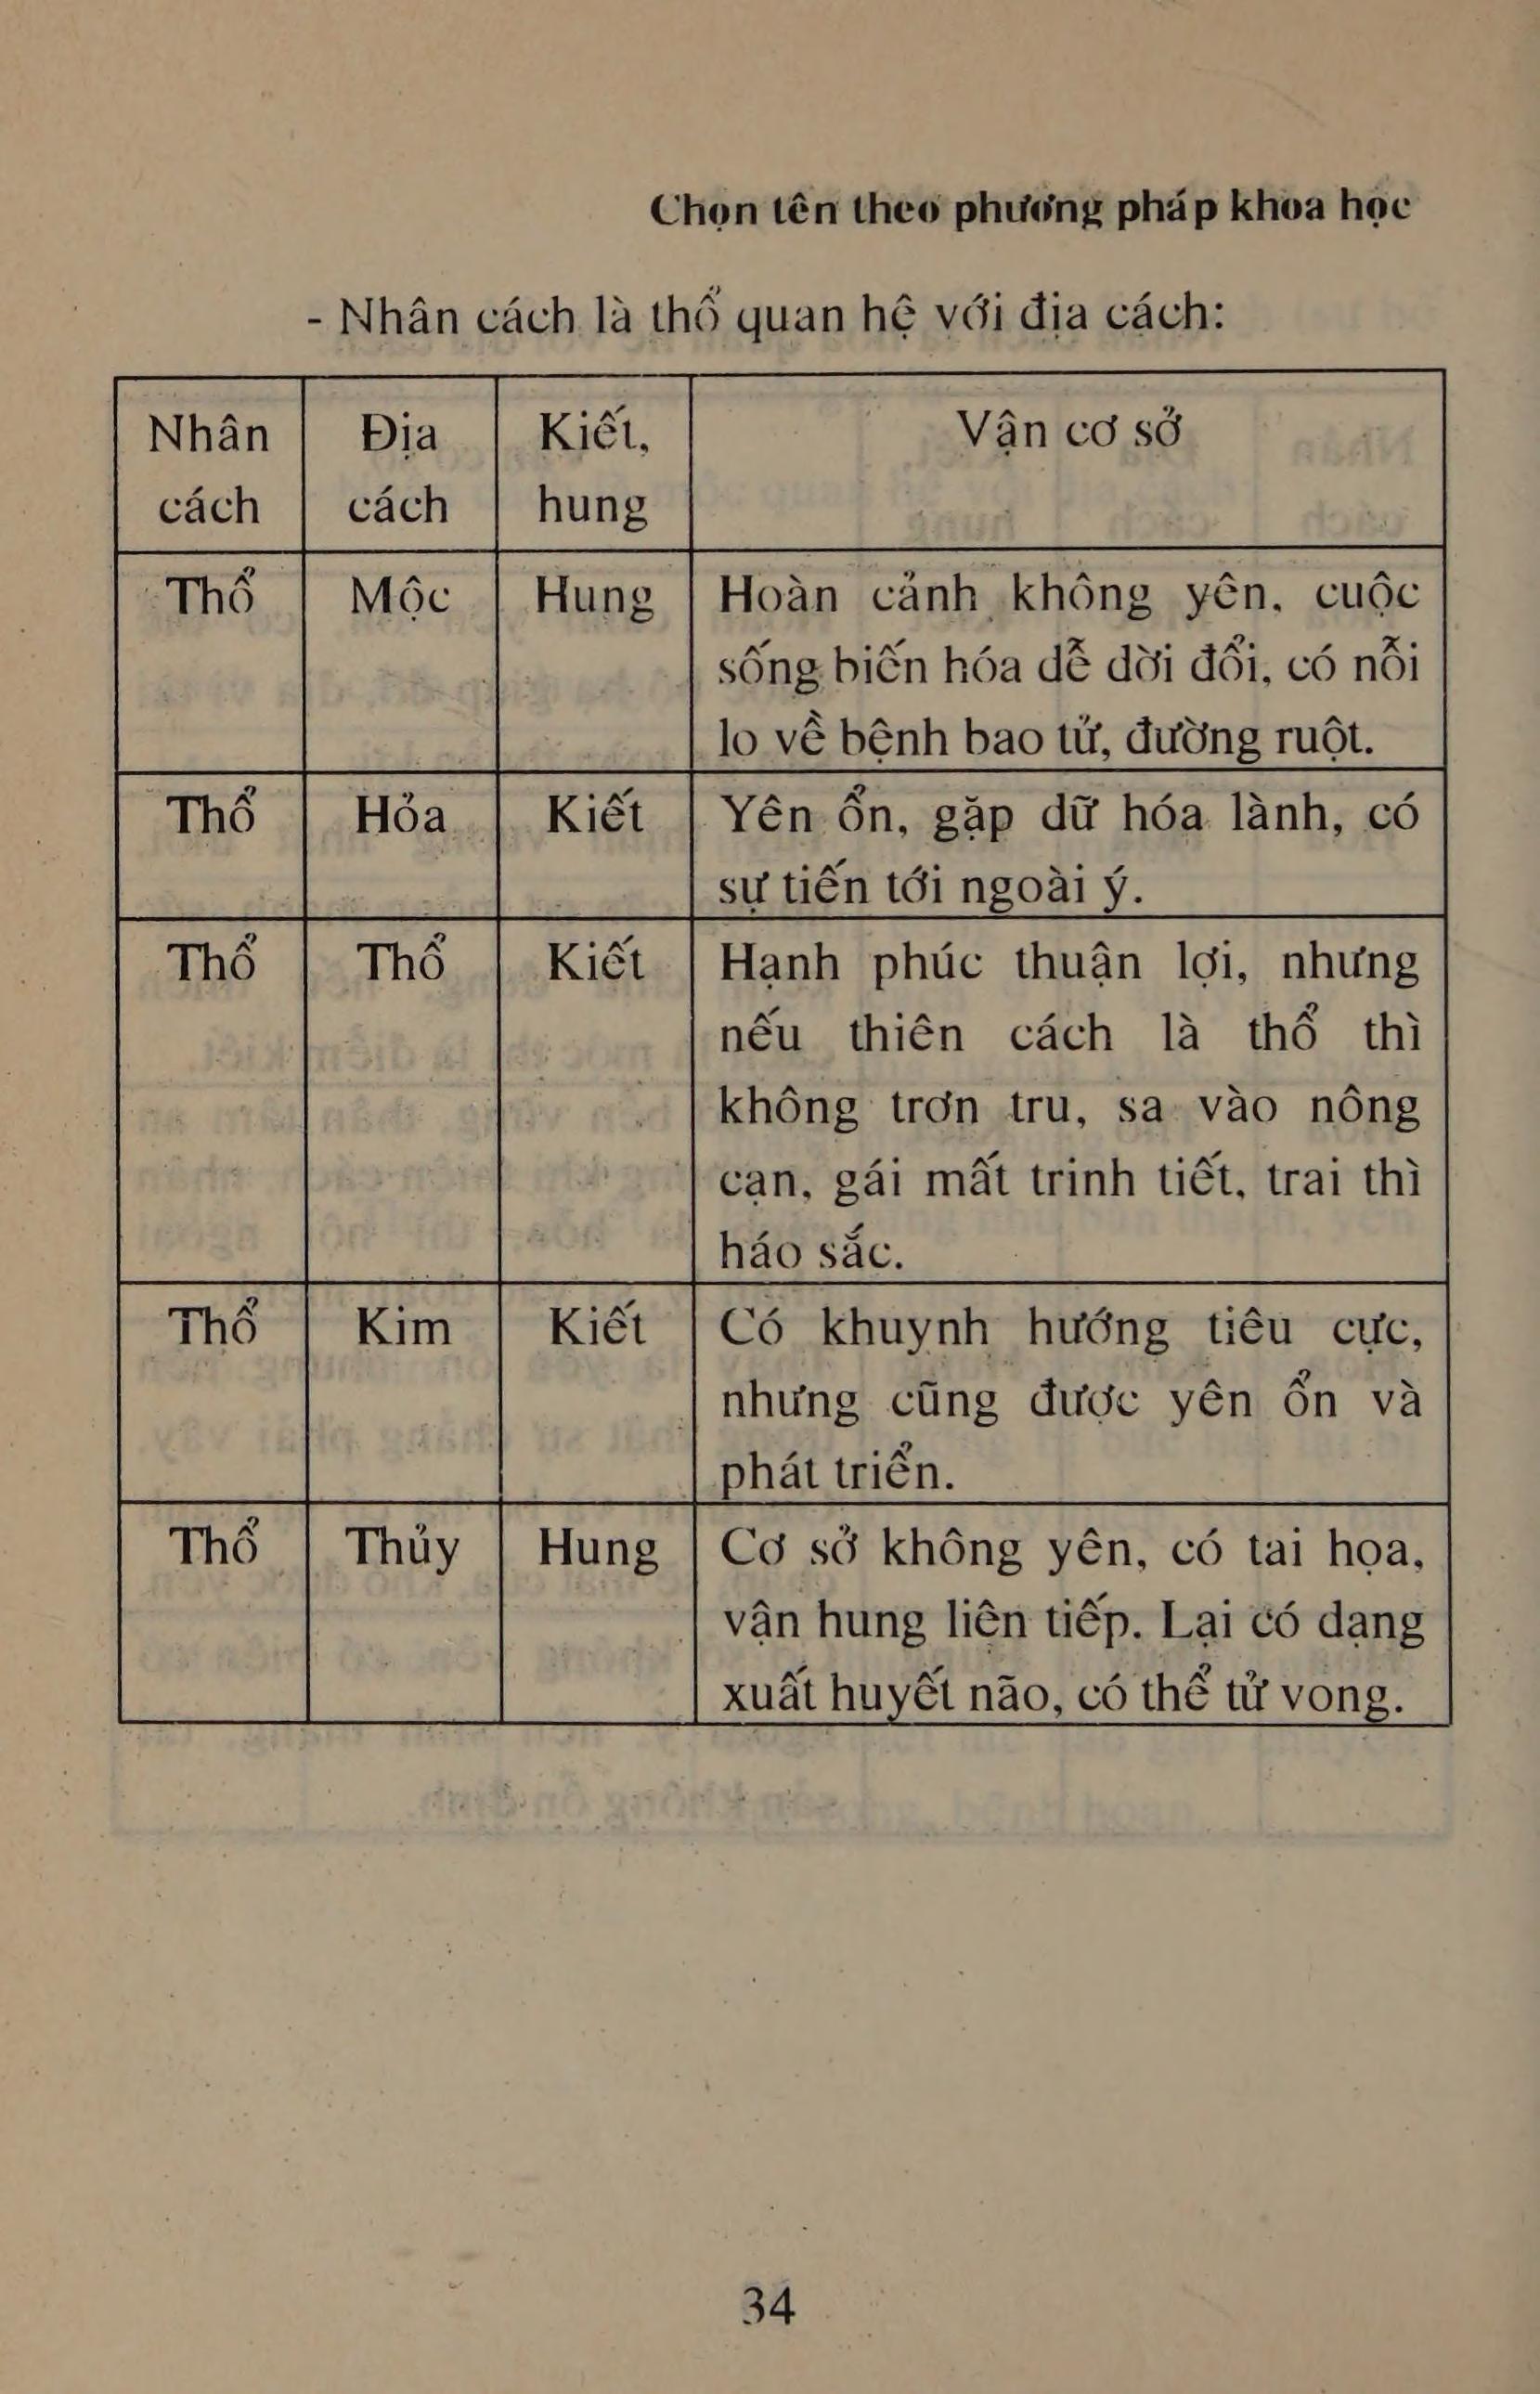 Chọn tên theo phương pháp khoa học
- Nhân cách là thổ quan hệ với địa cách:
Nhân cách
Địa cách
Kiết, hung
Vận cơ sở
Thổ
Mộc
Hung
Hoàn cảnh không yên, cuộc
sống biến hóa dễ dời đổi, có nỗi
lo về bệnh bao tử, đường ruột.
Thổ
Hỏa
Kiết
Yên ổn, gặp dữ hóa lành, có
sự tiến tới ngoài ý.
Thổ
Thổ
Kiết
Hạnh phúc thuận lợi, nhưng
nếu thiên cách là thổ thì
không trơn tru, sa vào nông
cạn, gái mất trinh tiết, trai thì
háo sắc.
Thổ
Kim
Kiết
Có khuynh hướng tiêu cực,
nhưng cũng được yên ổn và
phát triển.
Thổ
Thủy
Hung
Cơ sở không yên, có tai họa,
vận hung liên tiếp. Lại có dạng
xuất huyết não, có thể tử vong.
34